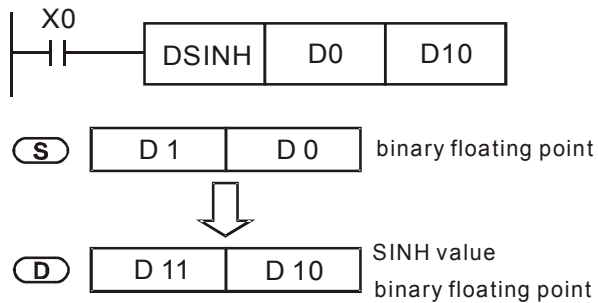 X0
DSINH D0 D10
S D 1 D 0 binary floating point
D D 11 D 10 SINH value
binary floating point